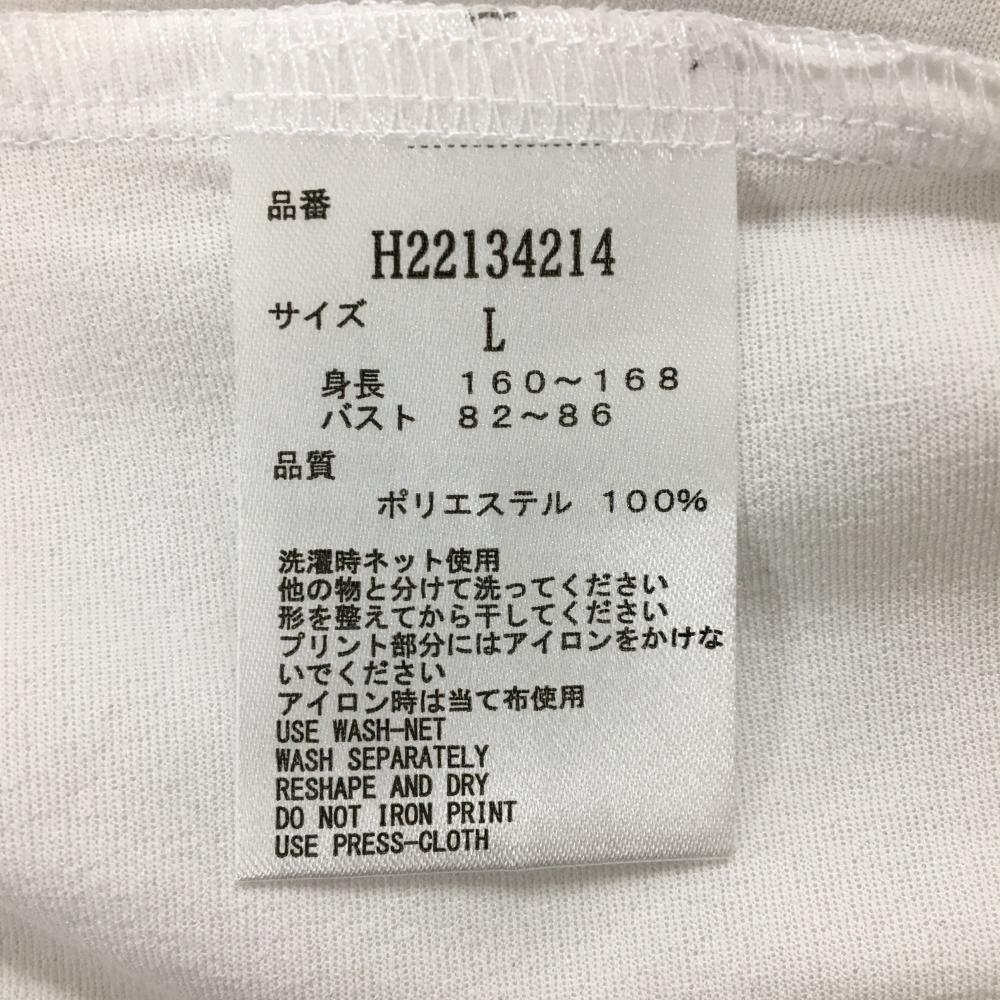 品番
H22134214
サイズ L
身長 160～168
バスト 82～86
品質
ポリエステル 100%
洗濯時ネット使用
他の物と分けて洗ってください
形を整えてから干してください
プリント部分にはアイロンをかけな
いでください
アイロン時は当て布使用
USE WASH-NET
WASH SEPARATELY
RESHAPE AND DRY
DO NOT IRON PRINT
USE PRESS-CLOTH